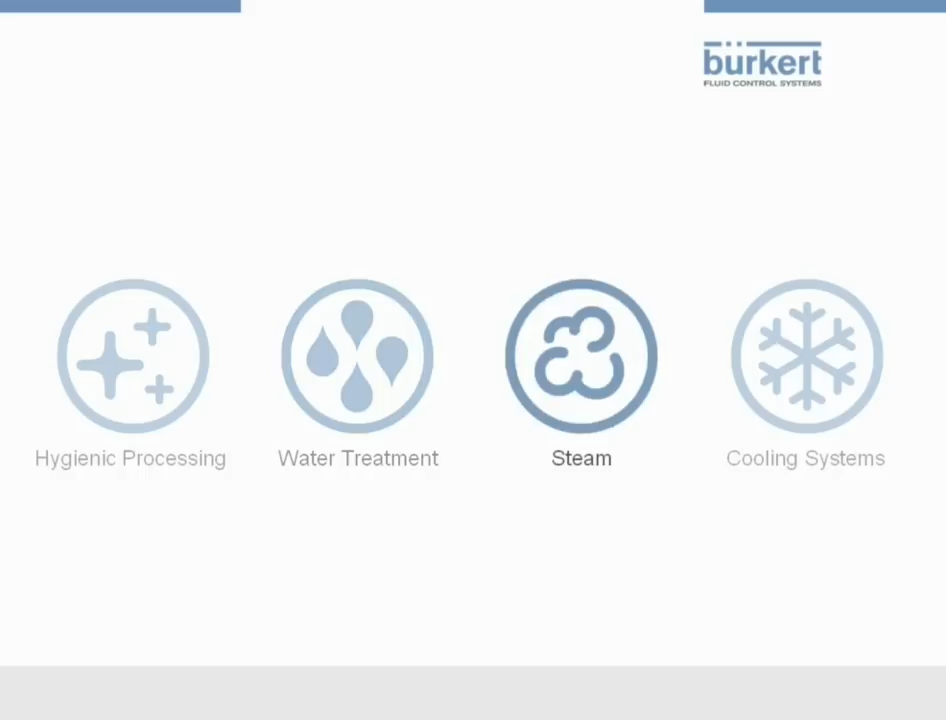 bürkert
FLUID CONTROL SYSTEMS
Hygienic Processing
Water Treatment
Steam
Cooling Systems